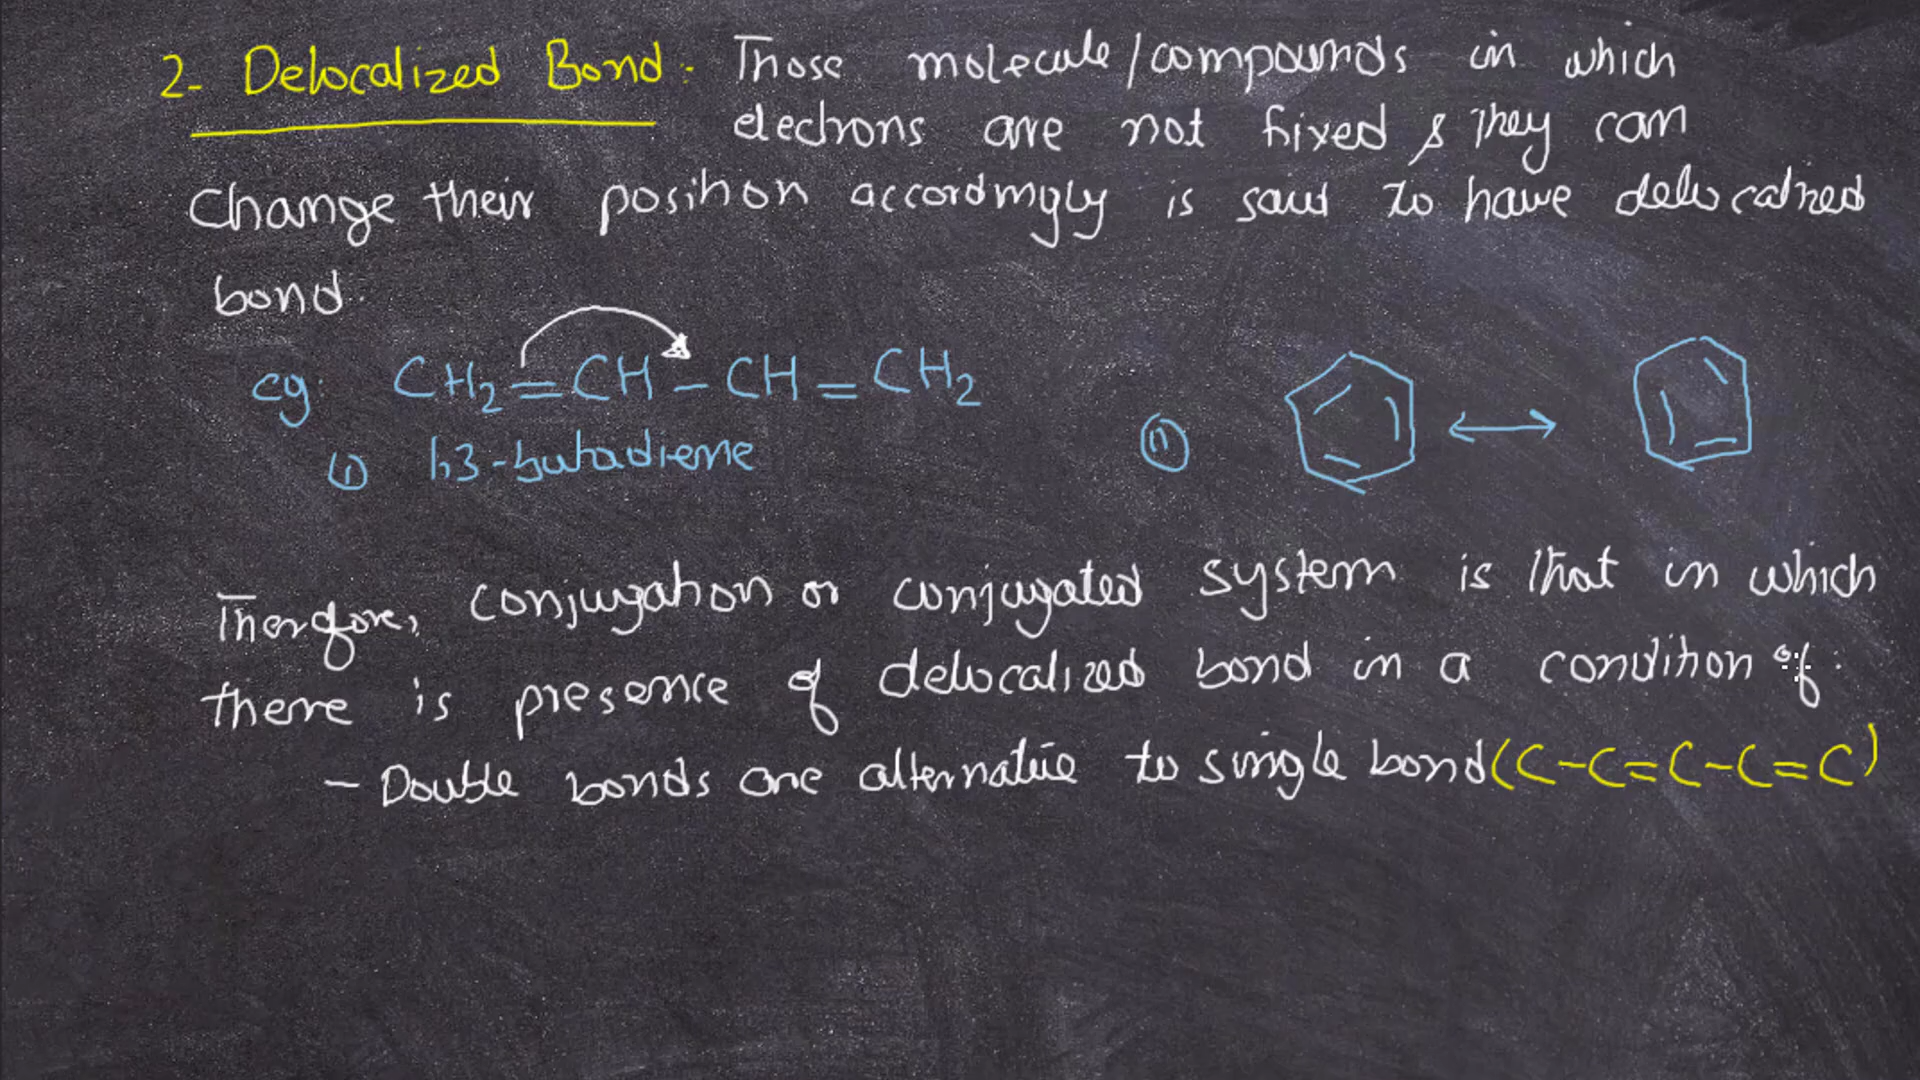 2- Delocalized Bond:- Those molecule/compounds in which
electrons are not fixed & They can
Change their position accordingly is said to have delocalized
bond.
eg: CH2=CH-CH=CH2
(i) 1,3-butadiene
(ii)
Therefore, conjugation or conjugated system is that in which
there is presence of delocalized bond in a condition of:
- Double bonds are alternative to single bond(C-C=C-C=C)